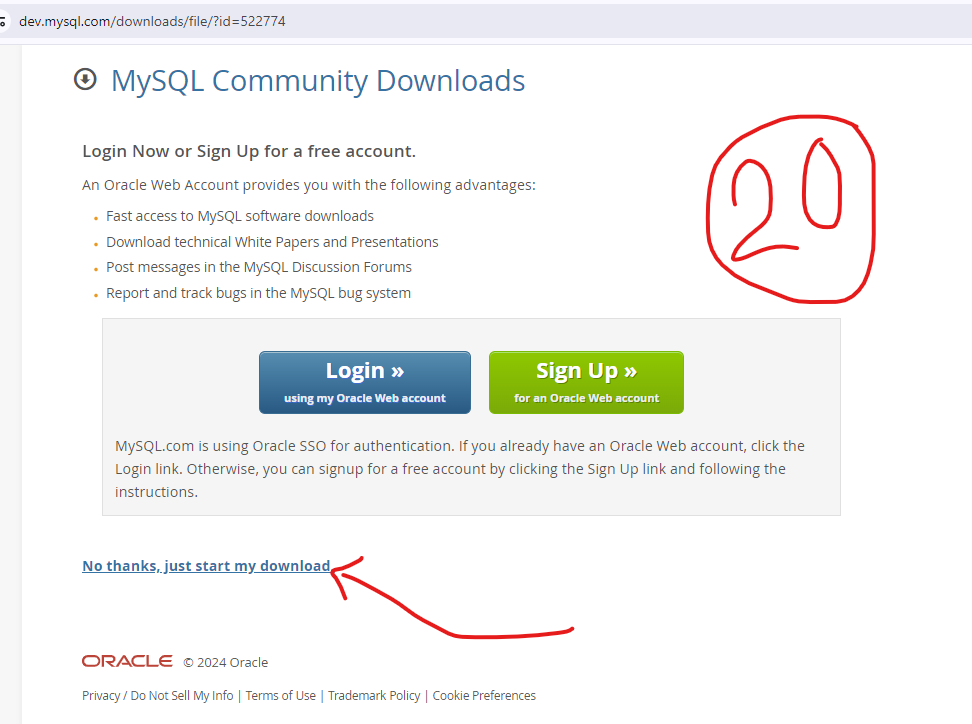 dev.mysql.com/downloads/file/?id=522774
MySQL Community Downloads
20
Login Now or Sign Up for a free account.
An Oracle Web Account provides you with the following advantages:
Fast access to MySQL software downloads
Download technical White Papers and Presentations
Post messages in the MySQL Discussion Forums
Report and track bugs in the MySQL bug system
Login »
using my Oracle Web account
Sign Up »
for an Oracle Web account
MySQL.com is using Oracle SSO for authentication. If you already have an Oracle Web account, click the
Login link. Otherwise, you can signup for a free account by clicking the Sign Up link and following the
instructions.
No thanks, just start my download.
ORACLE © 2024 Oracle
Privacy / Do Not Sell My Info | Terms of Use | Trademark Policy | Cookie Preferences